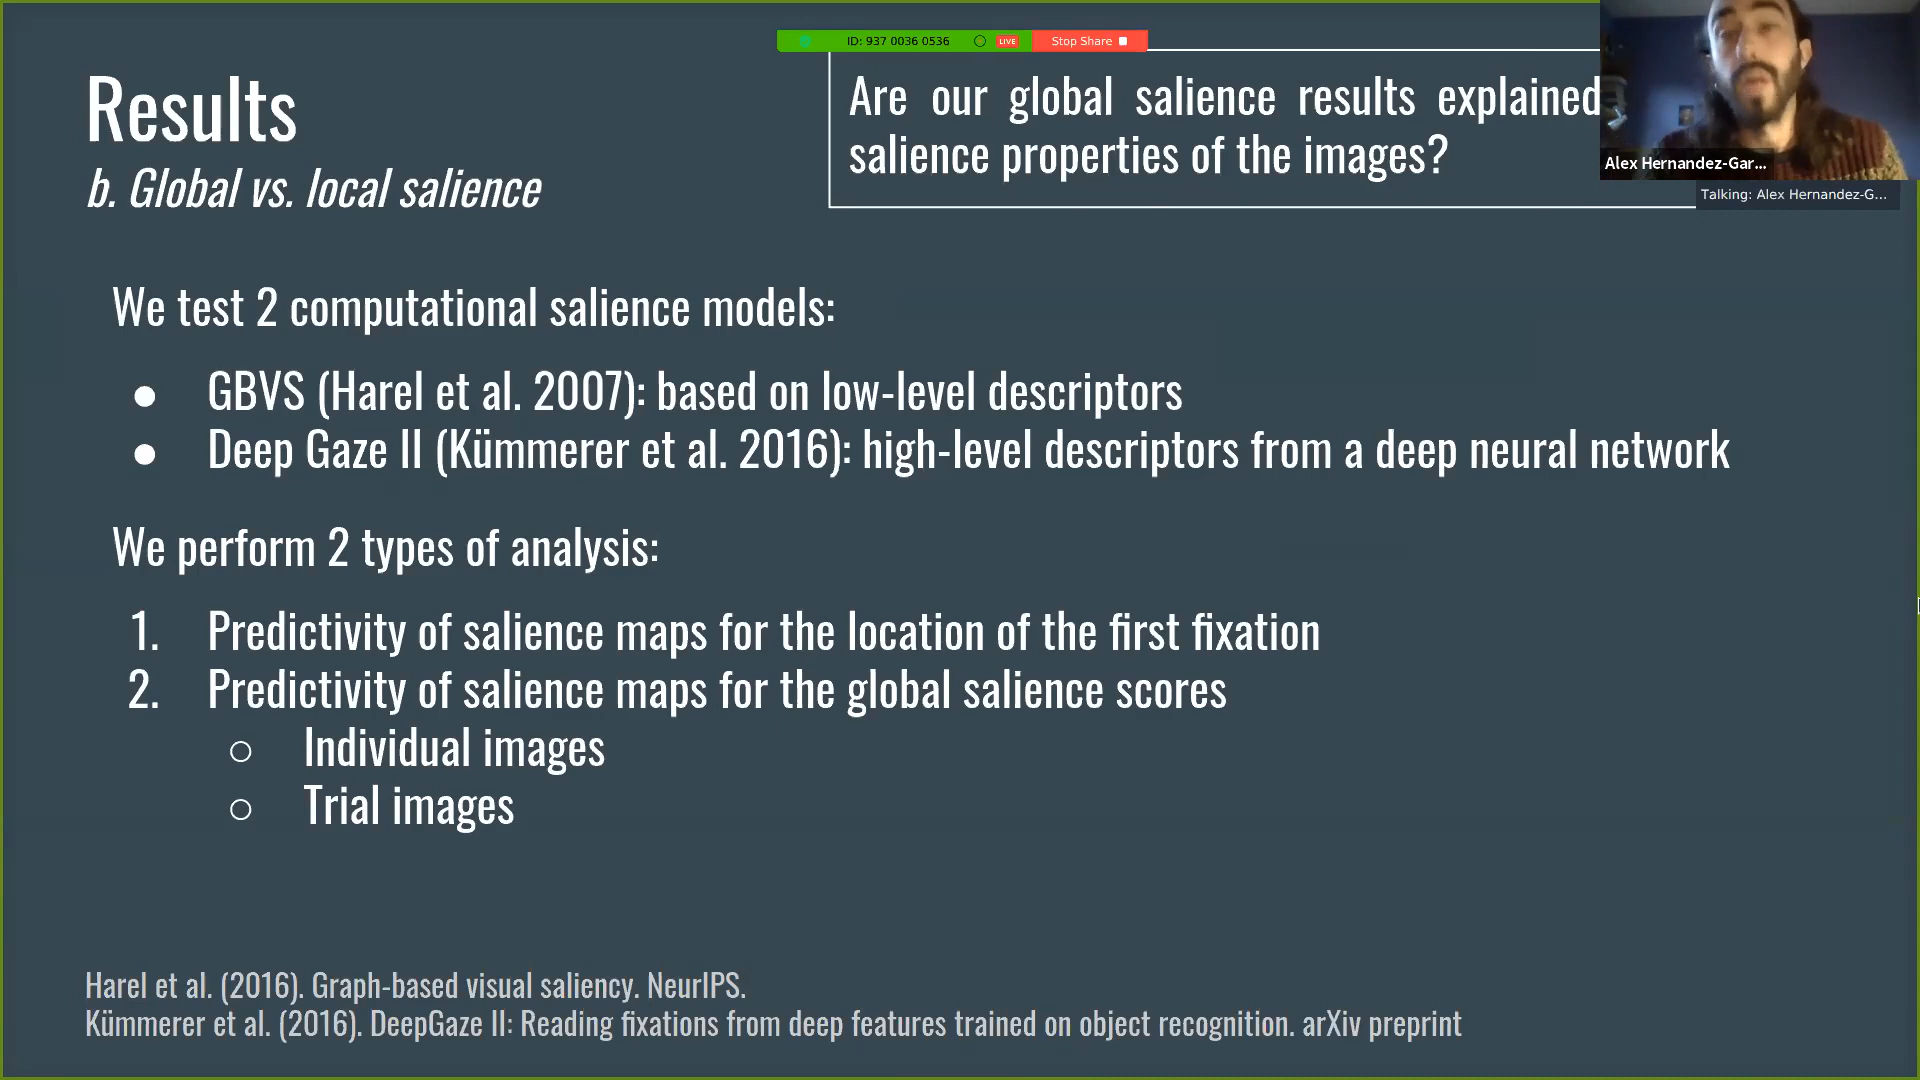 ID: 937 0036 0536
LIVE
Stop Share
Results
b. Global vs. local salience
Are our global salience results explained
salience properties of the images?
Alex Hernandez-Gar...
Talking: Alex Hernandez-G...
We test 2 computational salience models:
● GBVS (Harel et al. 2007): based on low-level descriptors
● Deep Gaze II (Kümmerer et al. 2016): high-level descriptors from a deep neural network
We perform 2 types of analysis:
1. Predictivity of salience maps for the location of the first fixation
2. Predictivity of salience maps for the global salience scores
○ Individual images
○ Trial images
Harel et al. (2016). Graph-based visual saliency. NeurIPS.
Kümmerer et al. (2016). DeepGaze II: Reading fixations from deep features trained on object recognition. arXiv preprint